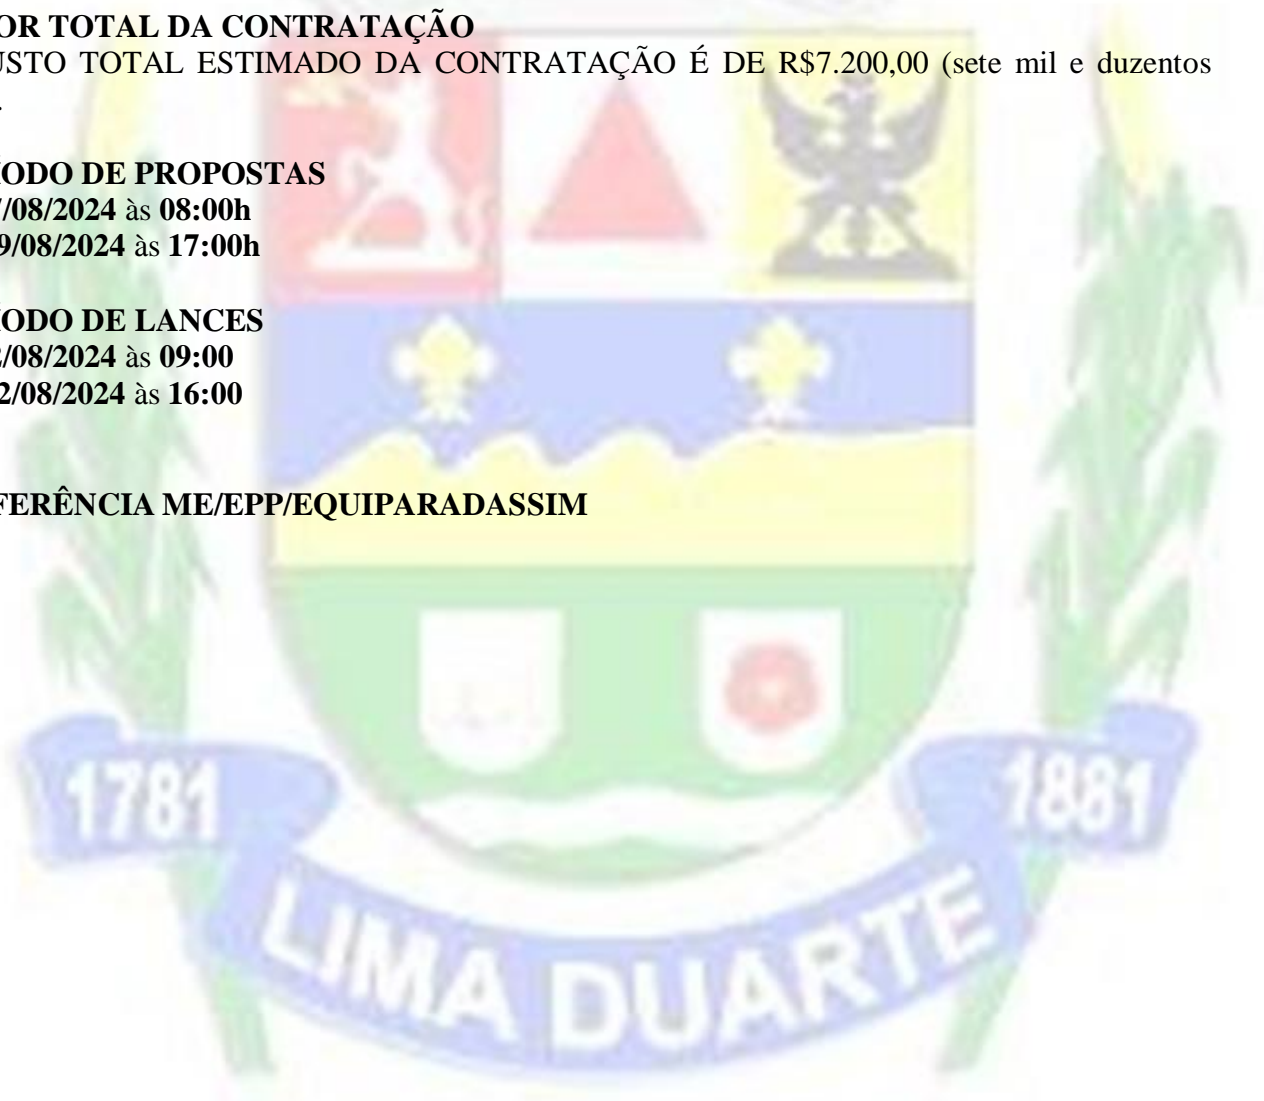 OR TOTAL DA CONTRATAÇÃO
USTO TOTAL ESTIMADO DA CONTRATAÇÃO É DE R$7.200,00 (sete mil e duzentos
.
ODO DE PROPOSTAS
/08/2024 às 08:00h
9/08/2024 às 17:00h
ODO DE LANCES
2/08/2024 às 09:00
2/08/2024 às 16:00
FERÊNCIA ME/EPP/EQUIPARADASSIM
1781
1881
LIMA DUARTE